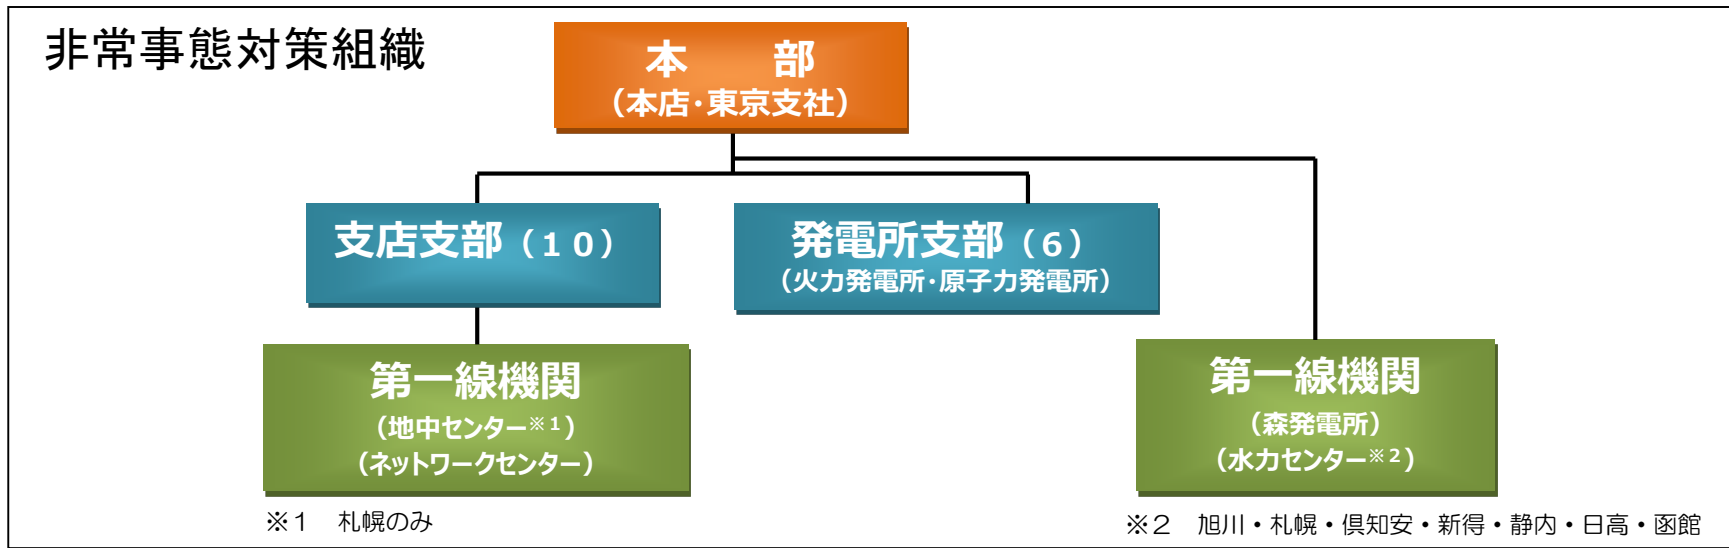 非常事態対策組織
本　　部
（本店・東京支社）
支店支部（１０）
発電所支部（６）
（火力発電所・原子力発電所）
第一線機関
（地中センター※１）
（ネットワークセンター）
第一線機関
（森発電所）
（水力センター※２）
※１　札幌のみ
※２　旭川・札幌・倶知安・新得・静内・日高・函館